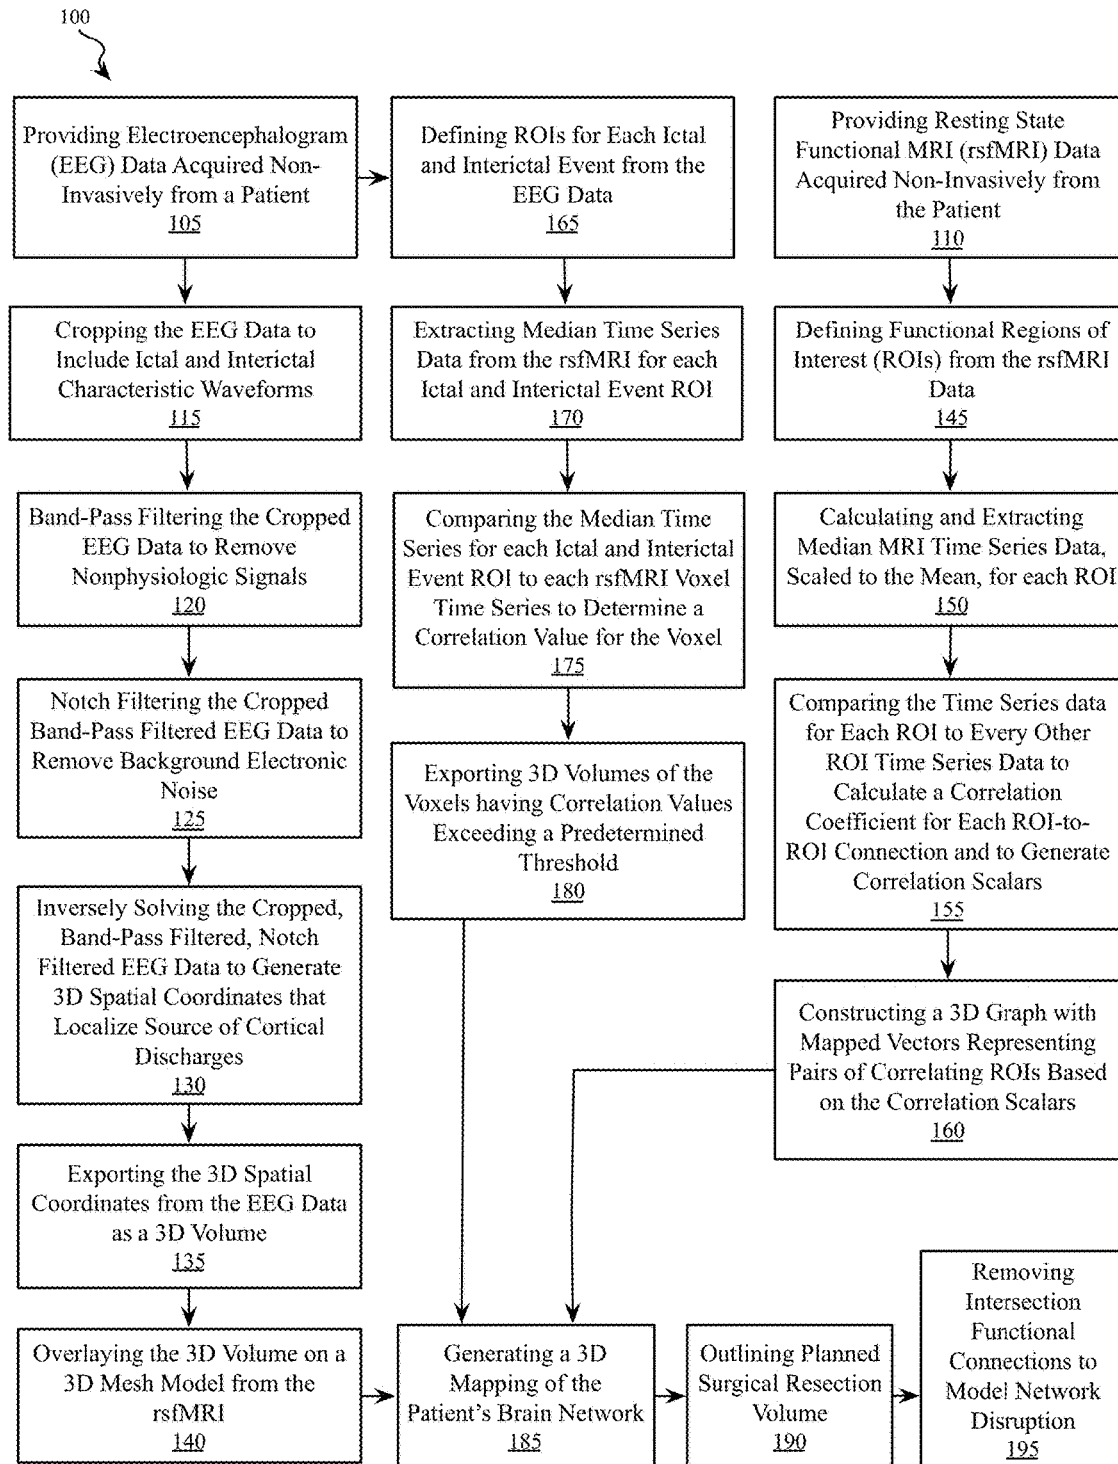 100
Providing Electroencephalogram
(EEG) Data Acquired Non-
Invasively from a Patient
105
Defining ROIs for Each Ictal
and Interictal Event from the
EEG Data
165
Providing Resting State
Functional MRI (rsfMRI) Data
Acquired Non-Invasively from
the Patient
110
Cropping the EEG Data to
Include Ictal and Interictal
Characteristic Waveforms
115
Extracting Median Time Series
Data from the rsfMRI for each
Ictal and Interictal Event ROI
170
Defining Functional Regions of
Interest (ROIs) from the rsfMRI
Data
145
Band-Pass Filtering the Cropped
EEG Data to Remove
Nonphysiologic Signals
120
Comparing the Median Time
Series for each Ictal and Interictal
Event ROI to each rsfMRI Voxel
Time Series to Determine a
Correlation Value for the Voxel
175
Calculating and Extracting
Median MRI Time Series Data,
Scaled to the Mean, for each ROI
150
Notch Filtering the Cropped
Band-Pass Filtered EEG Data to
Remove Background Electronic
Noise
125
Exporting 3D Volumes of the
Voxels having Correlation Values
Exceeding a Predetermined
Threshold
180
Comparing the Time Series data
for Each ROI to Every Other
ROI Time Series Data to
Calculate a Correlation
Coefficient for Each ROI-to-
ROI Connection and to Generate
Correlation Scalars
155
Inversely Solving the Cropped,
Band-Pass Filtered, Notch
Filtered EEG Data to Generate
3D Spatial Coordinates that
Localize Source of Cortical
Discharges
130
Constructing a 3D Graph with
Mapped Vectors Representing
Pairs of Correlating ROIs Based
on the Correlation Scalars
160
Exporting the 3D Spatial
Coordinates from the EEG Data
as a 3D Volume
135
Overlaying the 3D Volume on a
3D Mesh Model from the
rsfMRI
140
Generating a 3D
Mapping of the
Patient's Brain Network
185
Outlining Planned
Surgical Resection
Volume
190
Removing
Intersection
Functional
Connections to
Model Network
Disruption
195